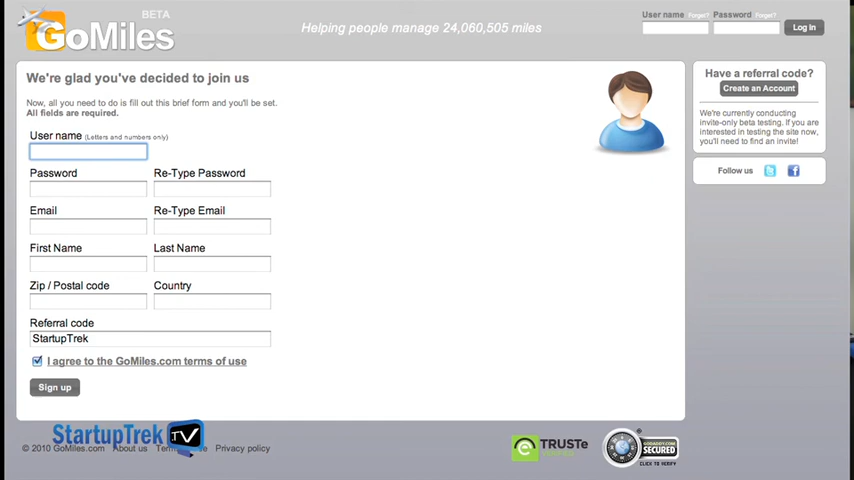 BETA
GoMiles
Helping people manage 24,060,505 miles
User name Forgot? Password Forgot?
Log In
We're glad you've decided to join us
Now, all you need to do is fill out this brief form and you'll be set.
All fields are required.
User name (Letters and numbers only)
Password Re-Type Password
Email Re-Type Email
First Name Last Name
Zip / Postal code Country
Referral code
StartupTrek
I agree to the GoMiles.com terms of use
Sign up
Have a referral code?
Create an Account
We're currently conducting
invite-only beta testing. If you are
interested in testing the site now,
you'll need to find an invite!
Follow us
StartupTrek TV
© 2010 GoMiles.com About us Privacy policy
TRUSTe
GODADDY.COM
SECURED
CLICK TO VERIFY